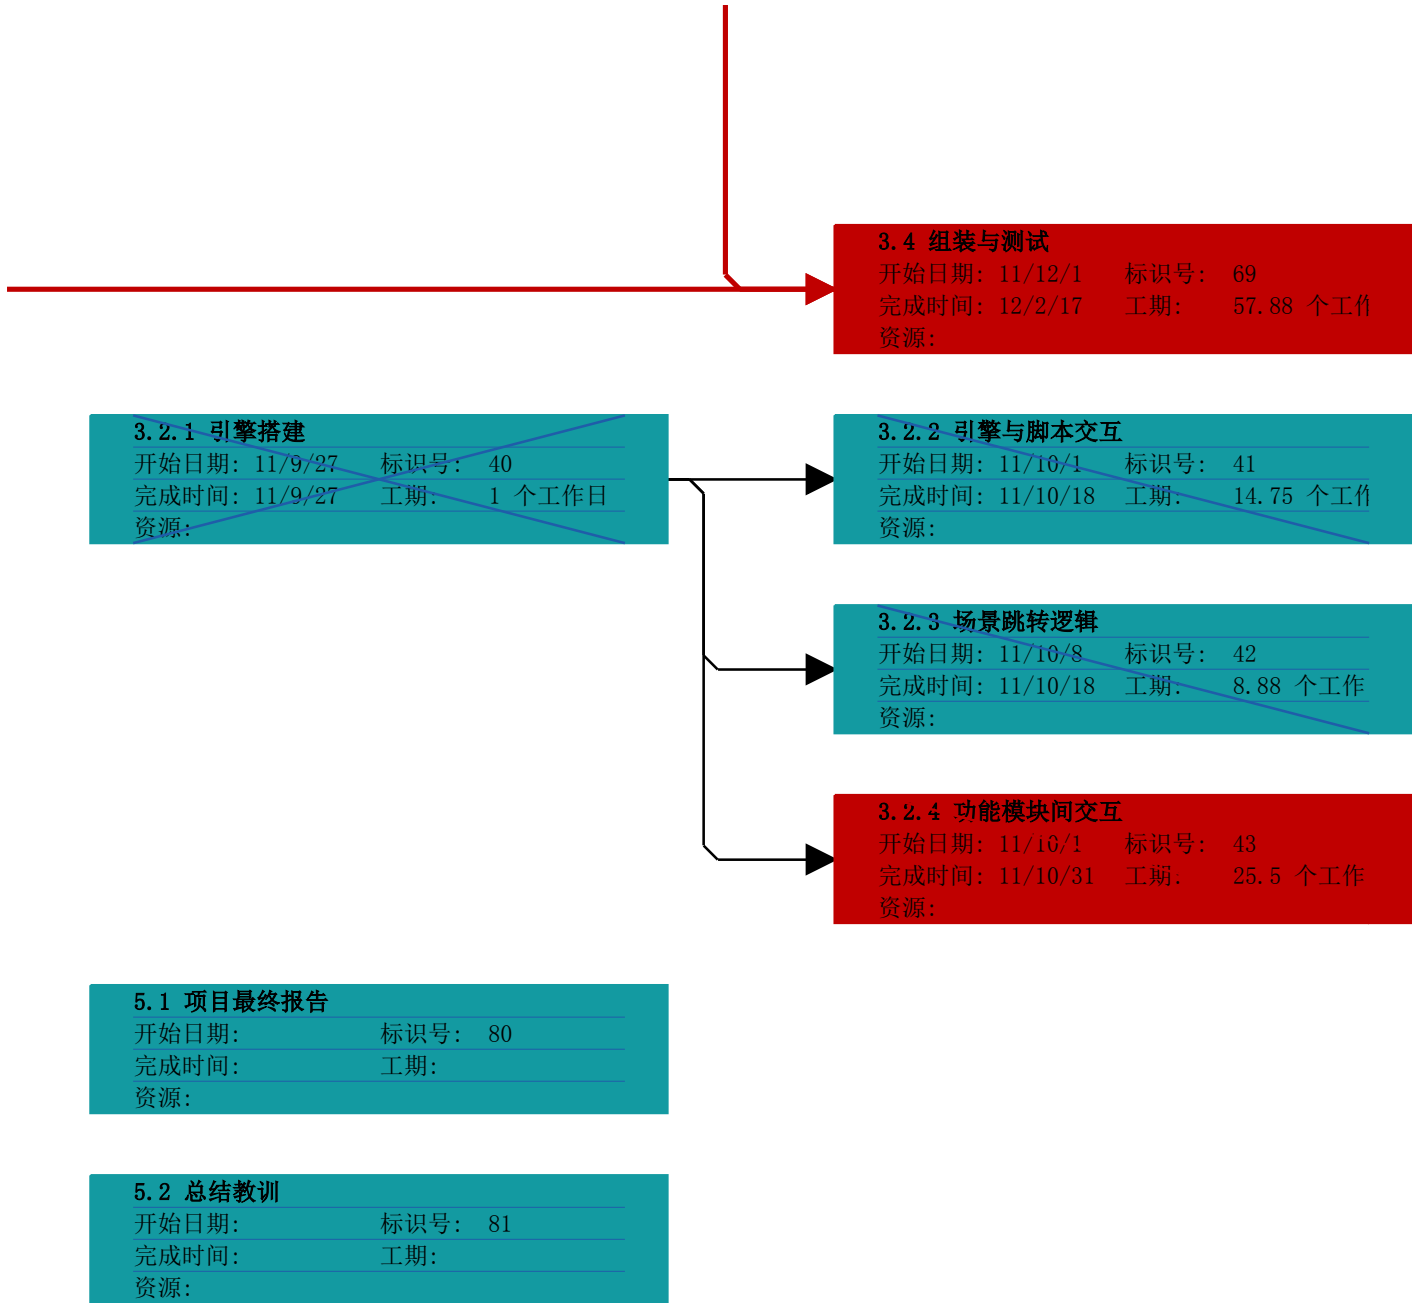 3.4 组装与测试
开始日期: 11/12/1 标识号: 69
完成时间: 12/2/17 工期: 57.88 个工作
资源:
3.2.1 引擎搭建
开始日期: 11/9/27 标识号: 40
完成时间: 11/9/27 工期: 1 个工作日
资源:
3.2.2 引擎与脚本交互
开始日期: 11/10/1 标识号: 41
完成时间: 11/10/18 工期: 14.75 个工作
资源:
3.2.3 场景跳转逻辑
开始日期: 11/10/8 标识号: 42
完成时间: 11/10/18 工期: 8.88 个工作
资源:
3.2.4 功能模块间交互
开始日期: 11/10/1 标识号: 43
完成时间: 11/10/31 工期: 25.5 个工作
资源:
5.1 项目最终报告
开始日期: 标识号: 80
完成时间: 工期:
资源:
5.2 总结教训
开始日期: 标识号: 81
完成时间: 工期:
资源: